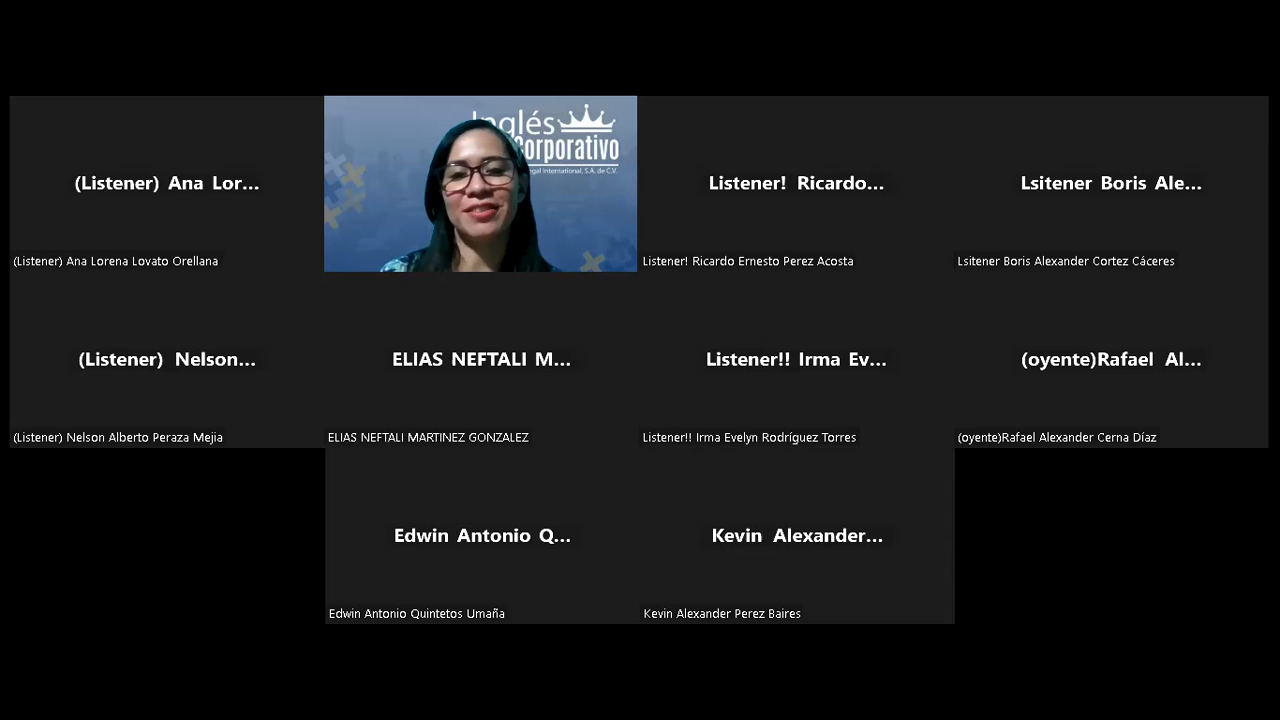 (Listener) Ana Lor...
(Listener) Ana Lorena Lovato Orellana
Inglés
Corporativo
egal International, S.A. de C.V.
Listener! Ricardo...
Listener! Ricardo Ernesto Perez Acosta
Lsitener Boris Ale...
Lsitener Boris Alexander Cortez Cáceres
(Listener) Nelson...
(Listener) Nelson Alberto Peraza Mejia
ELIAS NEFTALI M...
ELIAS NEFTALI MARTINEZ GONZALEZ
Listener!! Irma Ev...
Listener!! Irma Evelyn Rodríguez Torres
(oyente)Rafael Al...
(oyente)Rafael Alexander Cerna Díaz
Edwin Antonio Q...
Edwin Antonio Quintetos Umaña
Kevin Alexander...
Kevin Alexander Perez Baires